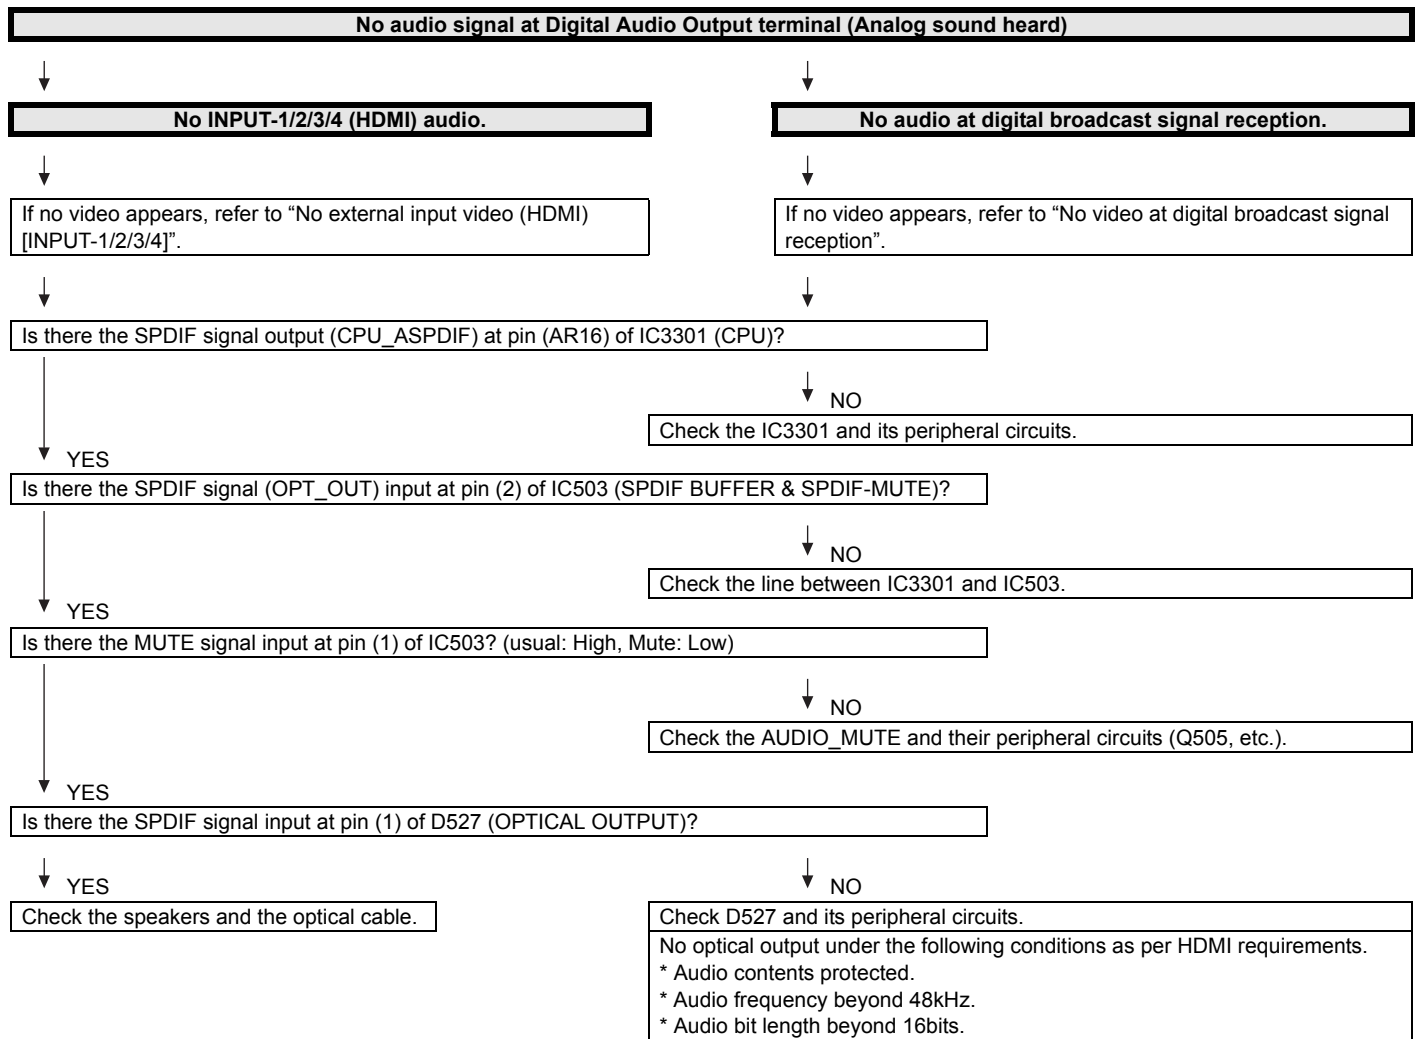 No audio signal at Digital Audio Output terminal (Analog sound heard)
No INPUT-1/2/3/4 (HDMI) audio.
No audio at digital broadcast signal reception.
If no video appears, refer to “No external input video (HDMI)
[INPUT-1/2/3/4]”.
If no video appears, refer to “No video at digital broadcast signal
reception”.
Is there the SPDIF signal output (CPU_ASPDIF) at pin (AR16) of IC3301 (CPU)?
NO
Check the IC3301 and its peripheral circuits.
YES
Is there the SPDIF signal (OPT_OUT) input at pin (2) of IC503 (SPDIF BUFFER & SPDIF-MUTE)?
NO
Check the line between IC3301 and IC503.
YES
Is there the MUTE signal input at pin (1) of IC503? (usual: High, Mute: Low)
NO
Check the AUDIO_MUTE and their peripheral circuits (Q505, etc.).
YES
Is there the SPDIF signal input at pin (1) of D527 (OPTICAL OUTPUT)?
YES
Check the speakers and the optical cable.
NO
Check D527 and its peripheral circuits.
No optical output under the following conditions as per HDMI requirements.
* Audio contents protected.
* Audio frequency beyond 48kHz.
* Audio bit length beyond 16bits.